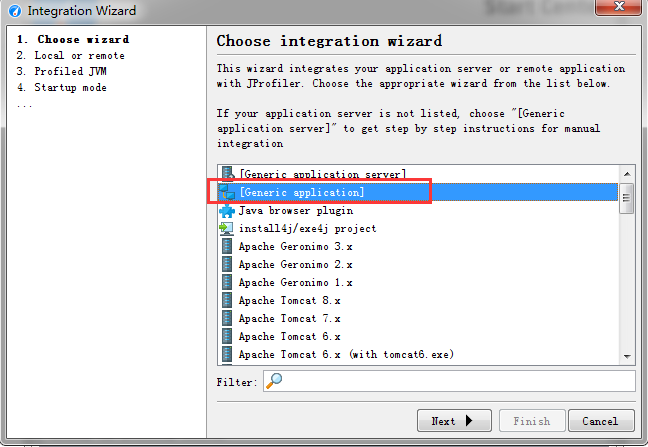 Integration Wizard
Start Cent
1. Choose wizard
2. Local or remote
3. Profiled JVM
4. Startup mode
...
Choose integration wizard
This wizard integrates your application server or remote application
with JProfiler. Choose the appropriate wizard from the list below.
If your application server is not listed, choose "[Generic
application server]" to get step by step instructions for manual
integration
[Generic application server]
[Generic application]
Java browser plugin
install4j/exe4j project
Apache Geronimo 3.x
Apache Geronimo 2.x
Apache Geronimo 1.x
Apache Tomcat 8.x
Apache Tomcat 7.x
Apache Tomcat 6.x
Apache Tomcat 6.x (with tomcat6.exe)
Filter:
Next
Finish
Cancel